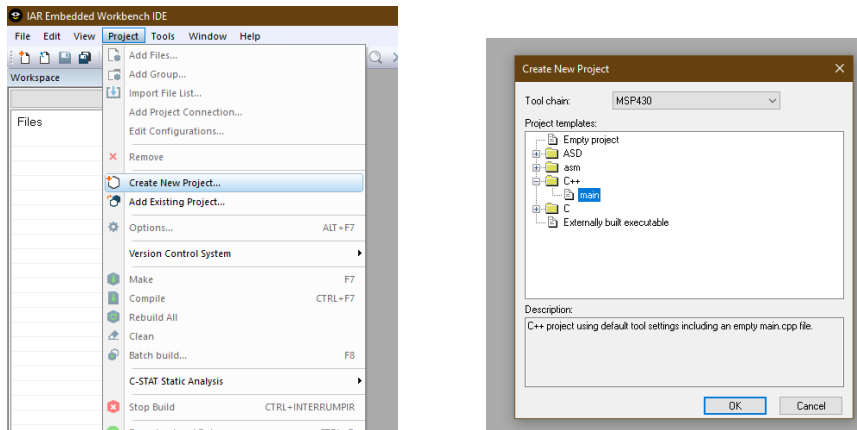 IAR Embedded Workbench IDE
File Edit View Project Tools Window Help
Workspace
Files
Add Files...
Add Group...
Import File List...
Add Project Connection...
Edit Configurations...
Remove
Create New Project...
Add Existing Project...
Options... ALT+F7
Version Control System
Make F7
Compile CTRL+F7
Rebuild All
Clean
Batch build... F8
C-STAT Static Analysis
Stop Build CTRL+INTERRUMPIR
Create New Project
Tool chain: MSP430
Project templates:
Empty project
ASD
asm
C++
main
C
Externally built executable
Description:
C++ project using default tool settings including an empty main.cpp file.
OK Cancel